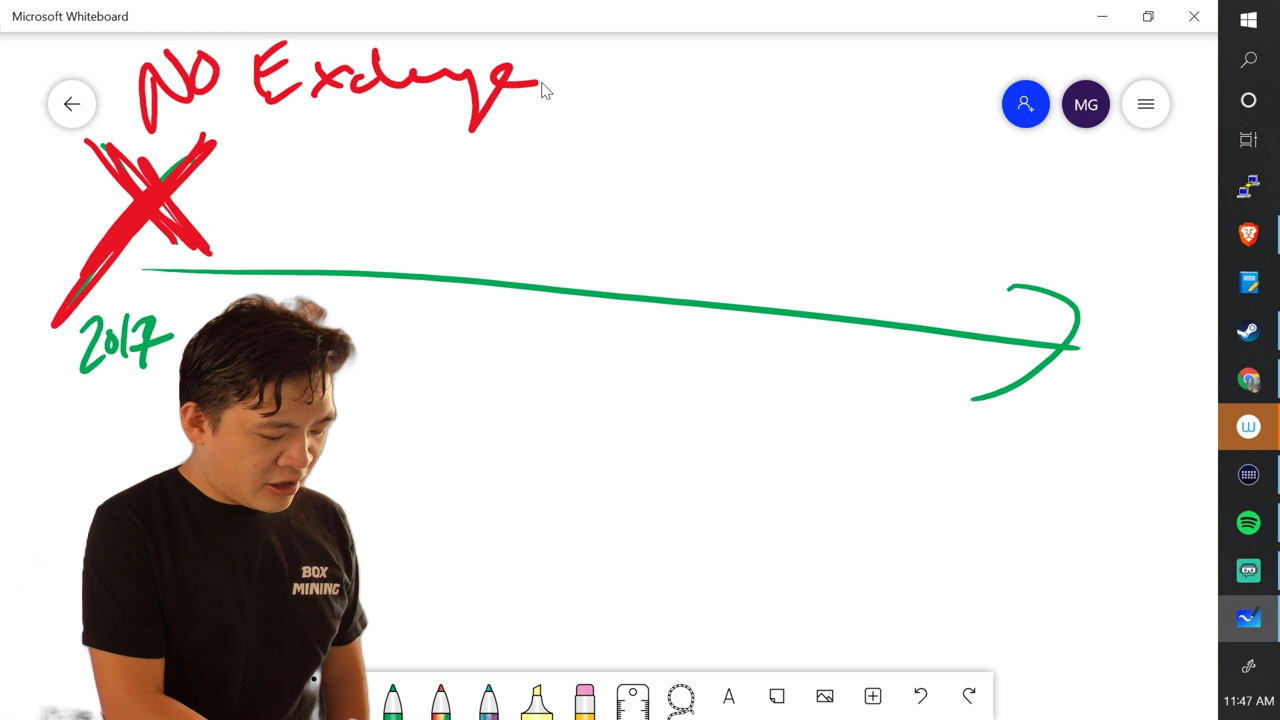 Microsoft Whiteboard
No Exchange
MG
2017
BOX
MINING
A
11:47 AM